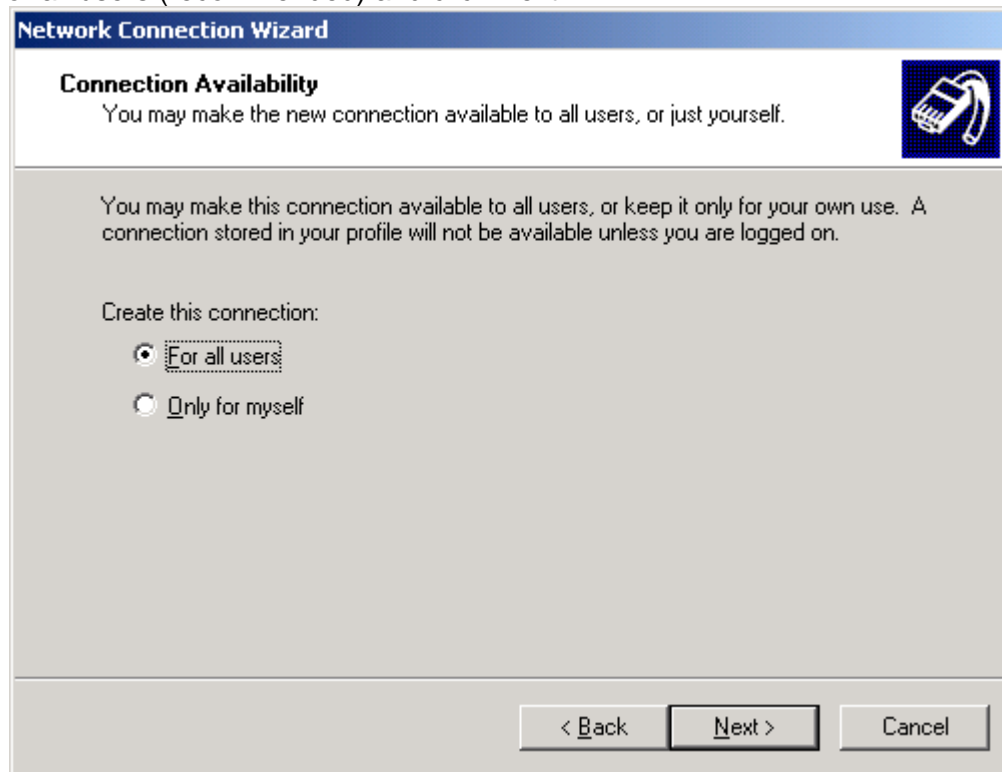 Network Connection Wizard
Connection Availability
You may make the new connection available to all users, or just yourself.
You may make this connection available to all users, or keep it only for your own use. A
connection stored in your profile will not be available unless you are logged on.
Create this connection:
For all users
Only for myself
< Back Next > Cancel